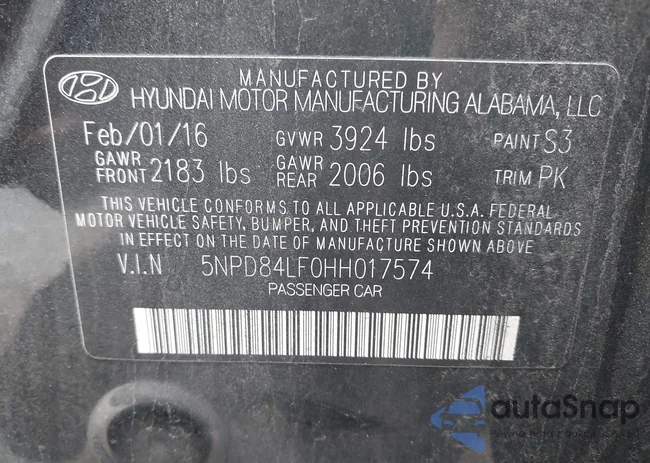 MANUFACTURED BY
HYUNDAI MOTOR MANUFACTURING ALABAMA, LLC
Feb/01/16 GVWR 3924 lbs PAINT S3
GAWR FRONT 2183 lbs GAWR REAR 2006 lbs TRIM PK
THIS VEHICLE CONFORMS TO ALL APPLICABLE U.S.A. FEDERAL
MOTOR VEHICLE SAFETY, BUMPER, AND THEFT PREVENTION STANDARDS
IN EFFECT ON THE DATE OF MANUFACTURE SHOWN ABOVE
V.I.N 5NPD84LF0HH017574
PASSENGER CAR
autoSnap